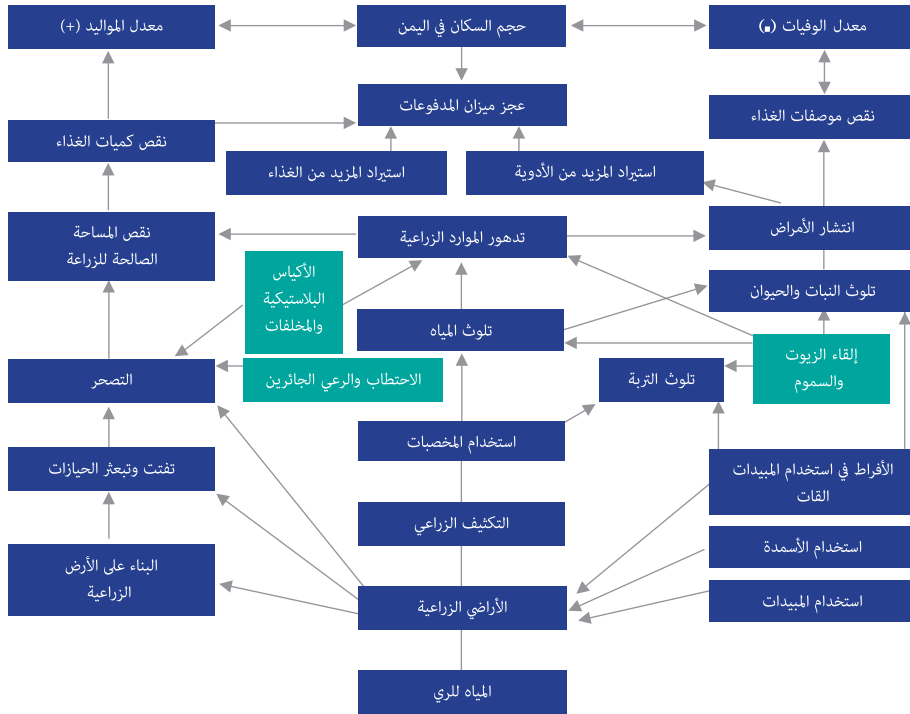 معدل الوفيات (▪)
حجم السكان في اليمن
معدل المواليد (+)
عجز ميزان المدفوعات
نقص موصفات الغذاء
نقص كميات الغذاء
استيراد المزيد من الأدوية
استيراد المزيد من الغذاء
انتشار الأمراض
تدهور الموارد الزراعية
نقص المساحة
الصالحة للزراعة
الأكياس
البلاستيكية
والمخلفات
تلوث النبات والحيوان
تلوث المياه
إلقاء الزيوت
والسموم
تلوث التربة
الاحتطاب والرعي الجائرين
التصحر
استخدام المخصبات
الأفراط في استخدام المبيدات
القات
تفتت وتبعثر الحيازات
التكثيف الزراعي
استخدام الأسمدة
البناء على الأرض
الزراعية
الأراضي الزراعية
استخدام المبيدات
المياه للري